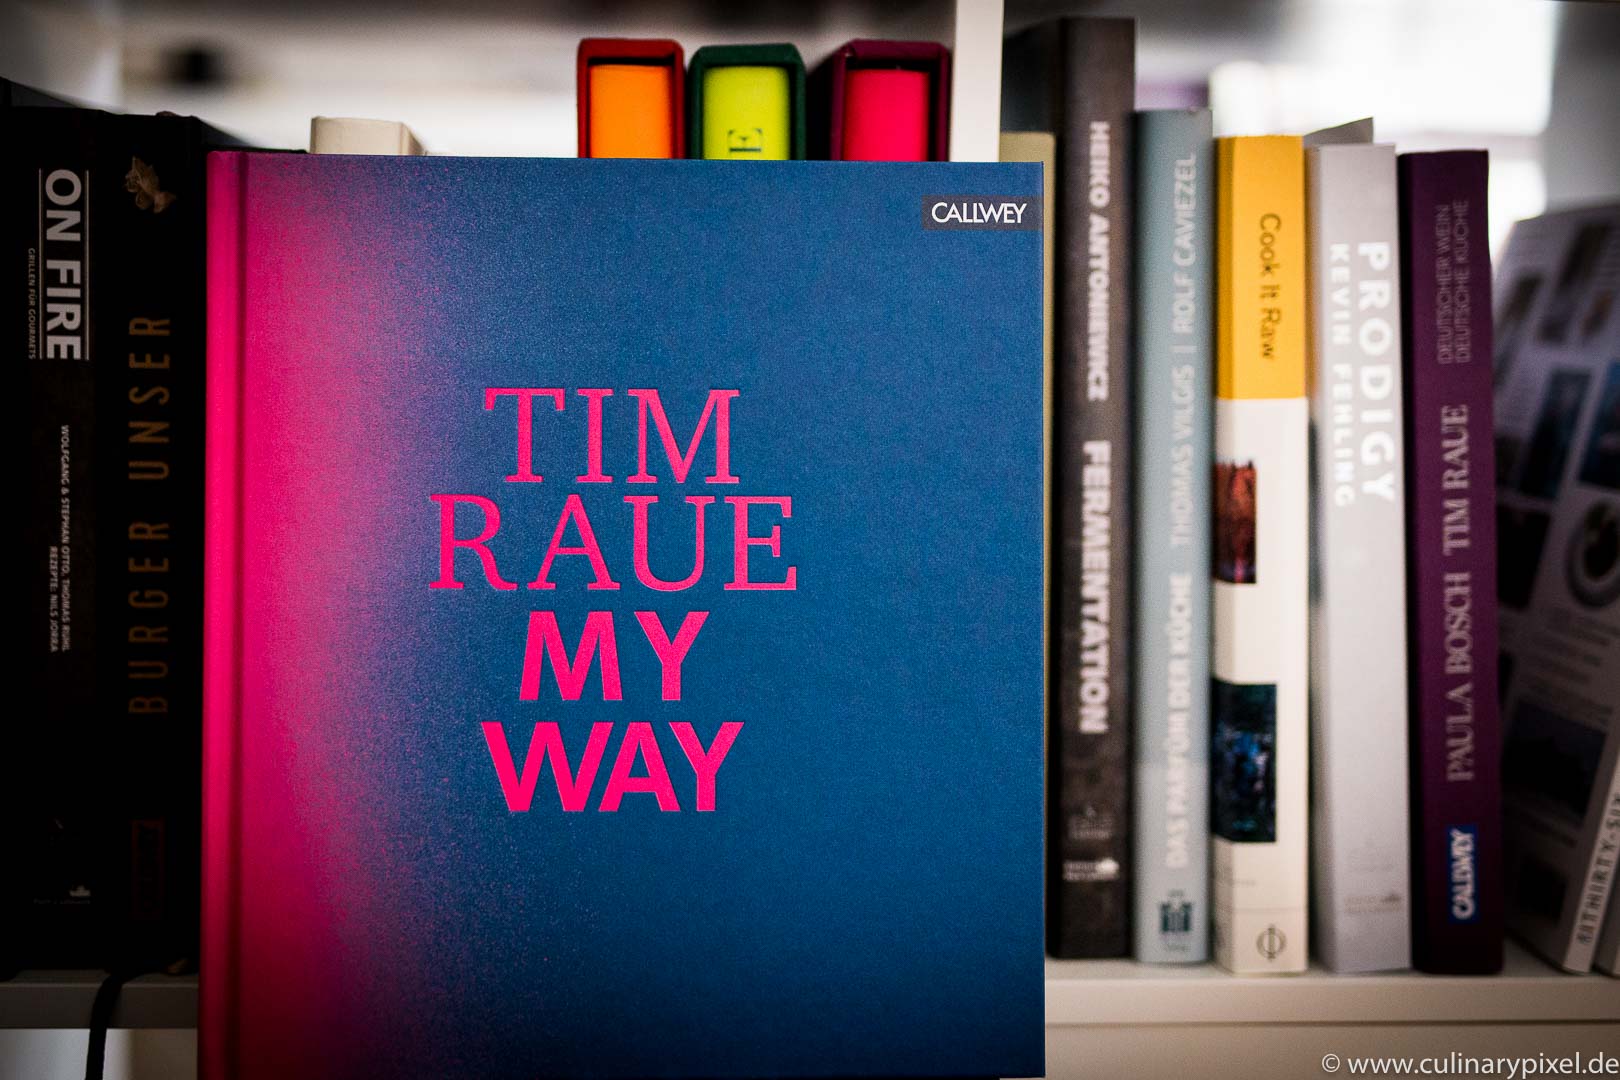 ON FIRE
GRILLEN FÜR GOURMETS
WOLFGANG & STEPHAN OTTO, THOMAS RUHL
REZEPTE: NILS JORRA
BURGER UNSER
E
CALLWEY
TIM
RAUE
MY
WAY
HEIKO ANTONIEWICZ FERMENTATION
DAS PARFÜM DER KÜCHE THOMAS VILGIS | ROLF CAVIEZEL
Cook It Raw
PRODIGY
KEVIN FEHLING
DEUTSCHER WEIN
DEUTSCHE KÜCHE
PAULA BOSCH TIM RAUE
CALLWEY
© www.culinarypixel.de